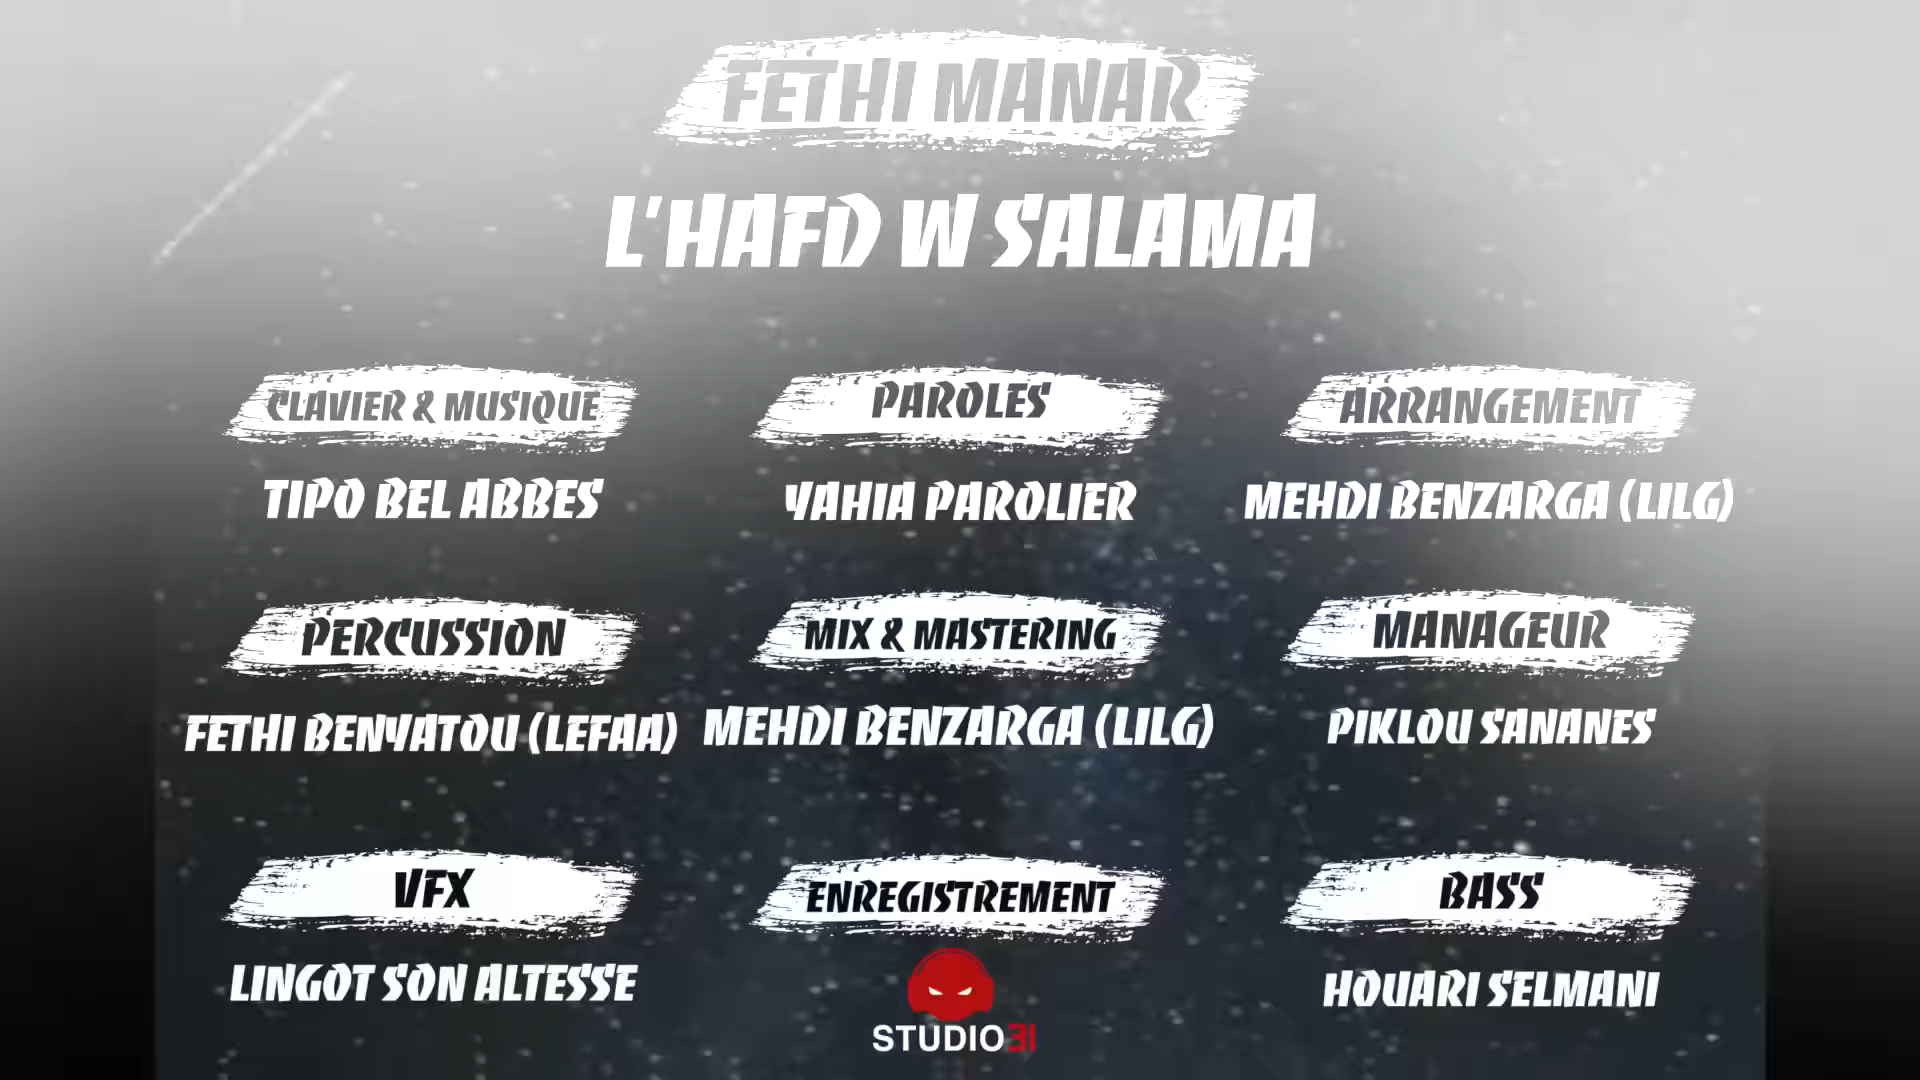 FETHI MANAR
L'HAFD W SALAMA
CLAVIER & MUSIQUE
TIPO BEL ABBES
PAROLES
YAHIA PAROLIER
ARRANGEMENT
MEHDI BENZARGA (LILG)
PERCUSSION
FETHI BENYATOU (LEFAA)
MIX & MASTERING
MEHDI BENZARGA (LILG)
MANAGEUR
PIKLOU SANANES
VFX
LINGOT SON ALTESSE
ENREGISTREMENT
STUDIO31
BASS
HOUARI SELMANI